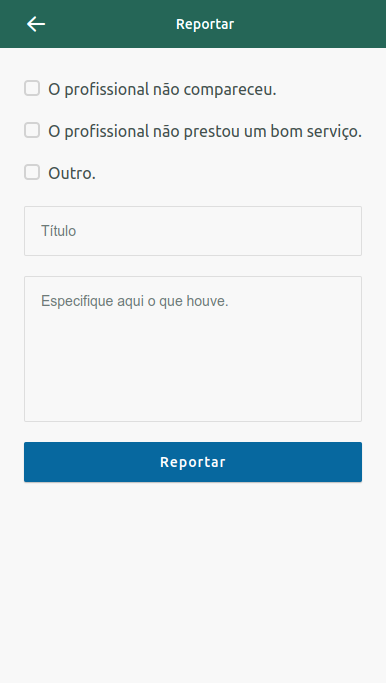 Reportar
O profissional não compareceu.
O profissional não prestou um bom serviço.
Outro.
Título
Especifique aqui o que houve.
Reportar